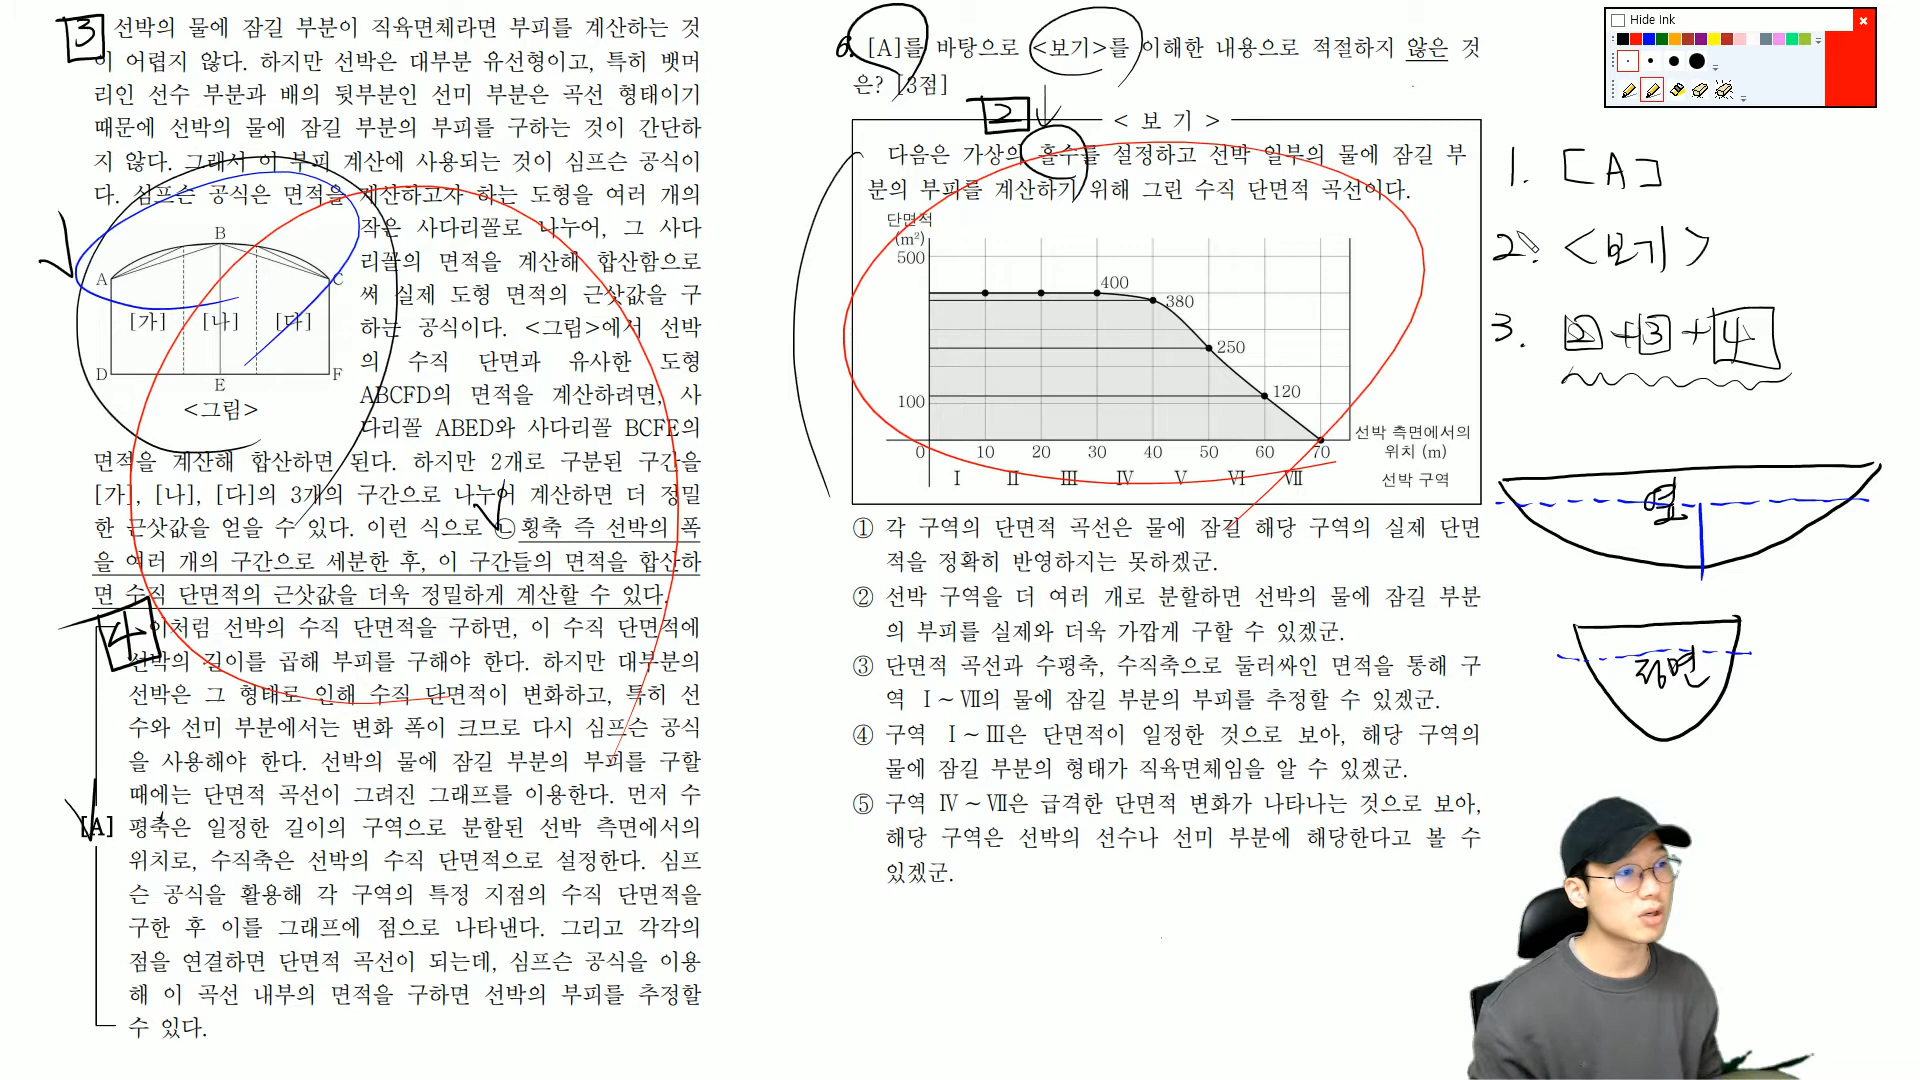 3
선박의 물에 잠길 부분이 직육면체라면 부피를 계산하는 것
이 어렵지 않다. 하지만 선박은 대부분 유선형이고, 특히 뱃머
리인 선수 부분과 배의 뒷부분인 선미 부분은 곡선 형태이기
때문에 선박의 물에 잠길 부분의 부피를 구하는 것이 간단하
지 않다. 그래서 이 부피 계산에 사용되는 것이 심프슨 공식이
다. 심프슨 공식은 면적을 계산하고자 하는 도형을 여러 개의
작은 사다리꼴로 나누어, 그 사다
리꼴의 면적을 계산해 합산함으로
써 실제 도형 면적의 근삿값을 구
하는 공식이다. <그림>에서 선박
의 수직 단면과 유사한 도형
ABCFD의 면적을 계산하려면, 사
다리꼴 ABED와 사다리꼴 BCFE의
B
A
C
[가] [나] [다]
D
E
F
<그림>
면적을 계산해 합산하면 된다. 하지만 2개로 구분된 구간을
[가], [나], [다]의 3개의 구간으로 나누어 계산하면 더 정밀
한 근삿값을 얻을 수 있다. 이런 식으로 ㉡횡축 즉 선박의 폭
을 여러 개의 구간으로 세분한 후, 이 구간들의 면적을 합산하
면 수직 단면적의 근삿값을 더욱 정밀하게 계산할 수 있다.
4
이처럼 선박의 수직 단면적을 구하면, 이 수직 단면적에
선박의 길이를 곱해 부피를 구해야 한다. 하지만 대부분의
선박은 그 형태로 인해 수직 단면적이 변화하고, 특히 선
수와 선미 부분에서는 변화 폭이 크므로 다시 심프슨 공식
을 사용해야 한다. 선박의 물에 잠길 부분의 부피를 구할
때에는 단면적 곡선이 그려진 그래프를 이용한다. 먼저 수
[A] 평축은 일정한 길이의 구역으로 분할된 선박 측면에서의
위치로, 수직축은 선박의 수직 단면적으로 설정한다. 심프
슨 공식을 활용해 각 구역의 특정 지점의 수직 단면적을
구한 후 이를 그래프에 점으로 나타낸다. 그리고 각각의
점을 연결하면 단면적 곡선이 되는데, 심프슨 공식을 이용
해 이 곡선 내부의 면적을 구하면 선박의 부피를 추정할
수 있다.
6. [A]를 바탕으로 <보기>를 이해한 내용으로 적절하지 않은 것
은? [3점]
2
< 보 기 >
다음은 가상의 홀수를 설정하고 선박 일부의 물에 잠길 부
분의 부피를 계산하기 위해 그린 수직 단면적 곡선이다.
단면적
(m²)
500
400
380
250
120
100
선박 측면에서의
위치 (m)
0 10 20 30 40 50 60 70
Ⅰ Ⅱ Ⅲ Ⅳ Ⅴ Ⅵ Ⅶ 선박 구역
① 각 구역의 단면적 곡선은 물에 잠길 해당 구역의 실제 단면
적을 정확히 반영하지는 못하겠군.
② 선박 구역을 더 여러 개로 분할하면 선박의 물에 잠길 부분
의 부피를 실제와 더욱 가깝게 구할 수 있겠군.
③ 단면적 곡선과 수평축, 수직축으로 둘러싸인 면적을 통해 구
역 Ⅰ~Ⅶ의 물에 잠길 부분의 부피를 추정할 수 있겠군.
④ 구역 Ⅰ~Ⅲ은 단면적이 일정한 것으로 보아, 해당 구역의
물에 잠길 부분의 형태가 직육면체임을 알 수 있겠군.
⑤ 구역 Ⅳ~Ⅶ은 급격한 단면적 변화가 나타나는 것으로 보아,
해당 구역은 선박의 선수나 선미 부분에 해당한다고 볼 수
있겠군.
Hide Ink
1. [A]
2. <보기>
3. 2+3+4
옆
정면